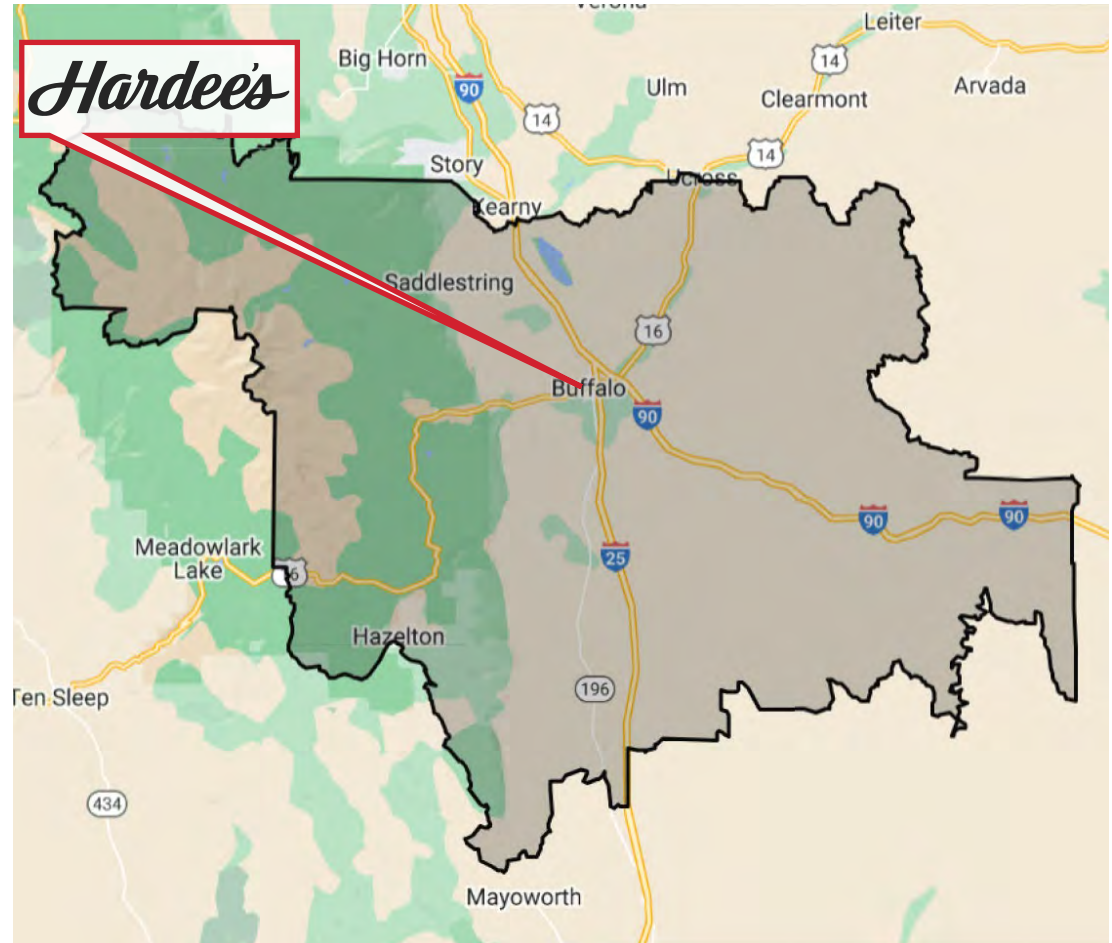 Verona
Leiter
Big Horn
14
Hardee's
90
Ulm
Clearmont
Arvada
14
14
Story
Ucross
Kearny
Saddlestring
16
Buffalo
90
90
90
Meadowlark
Lake
25
16
Hazelton
196
Ten Sleep
434
Mayoworth